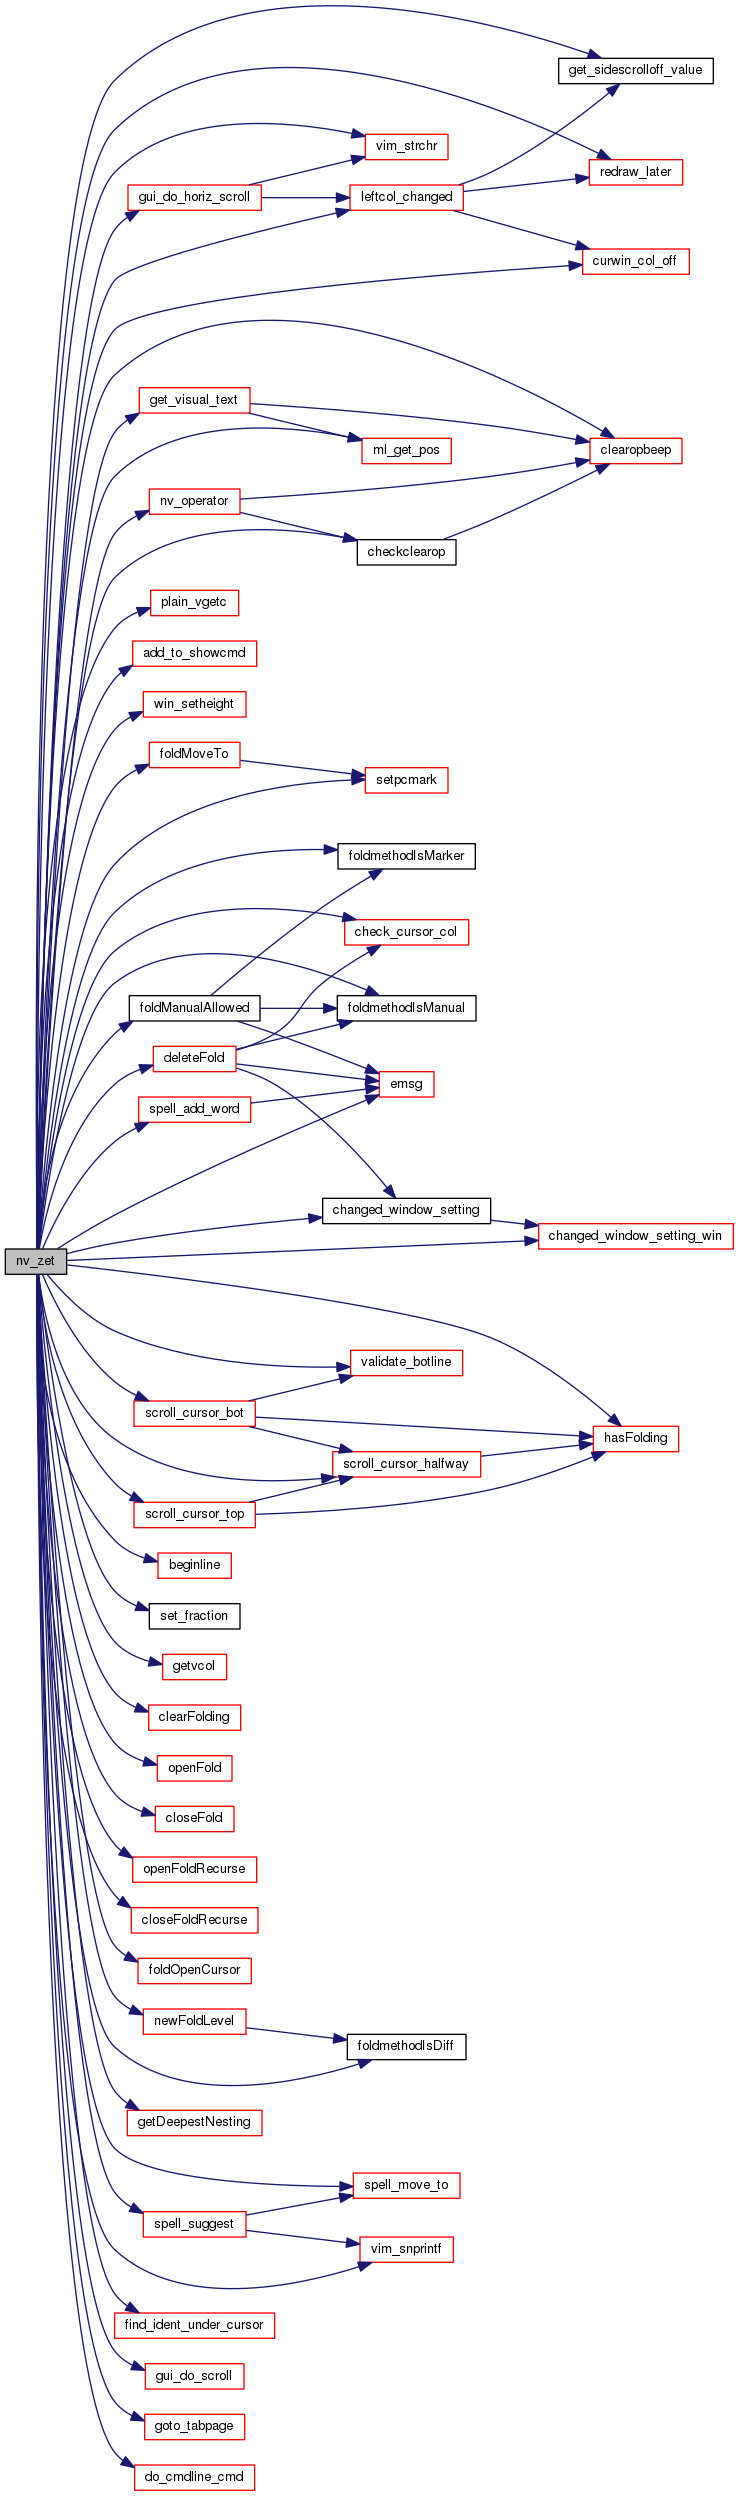 get_sidescrolloff_value
vim_strchr
redraw_later
gui_do_horiz_scroll
leftcol_changed
curwin_col_off
get_visual_text
ml_get_pos
clearopbeep
nv_operator
checkclearop
plain_vgetc
add_to_showcmd
win_setheight
foldMoveTo
setpcmark
foldmethodIsMarker
check_cursor_col
foldManualAllowed
foldmethodIsManual
deleteFold
emsg
spell_add_word
changed_window_setting
changed_window_setting_win
nv_zet
validate_botline
scroll_cursor_bot
hasFolding
scroll_cursor_halfway
scroll_cursor_top
beginline
set_fraction
getvcol
clearFolding
openFold
closeFold
openFoldRecurse
closeFoldRecurse
foldOpenCursor
newFoldLevel
foldmethodIsDiff
getDeepestNesting
spell_move_to
spell_suggest
vim_snprintf
find_ident_under_cursor
gui_do_scroll
goto_tabpage
do_cmdline_cmd